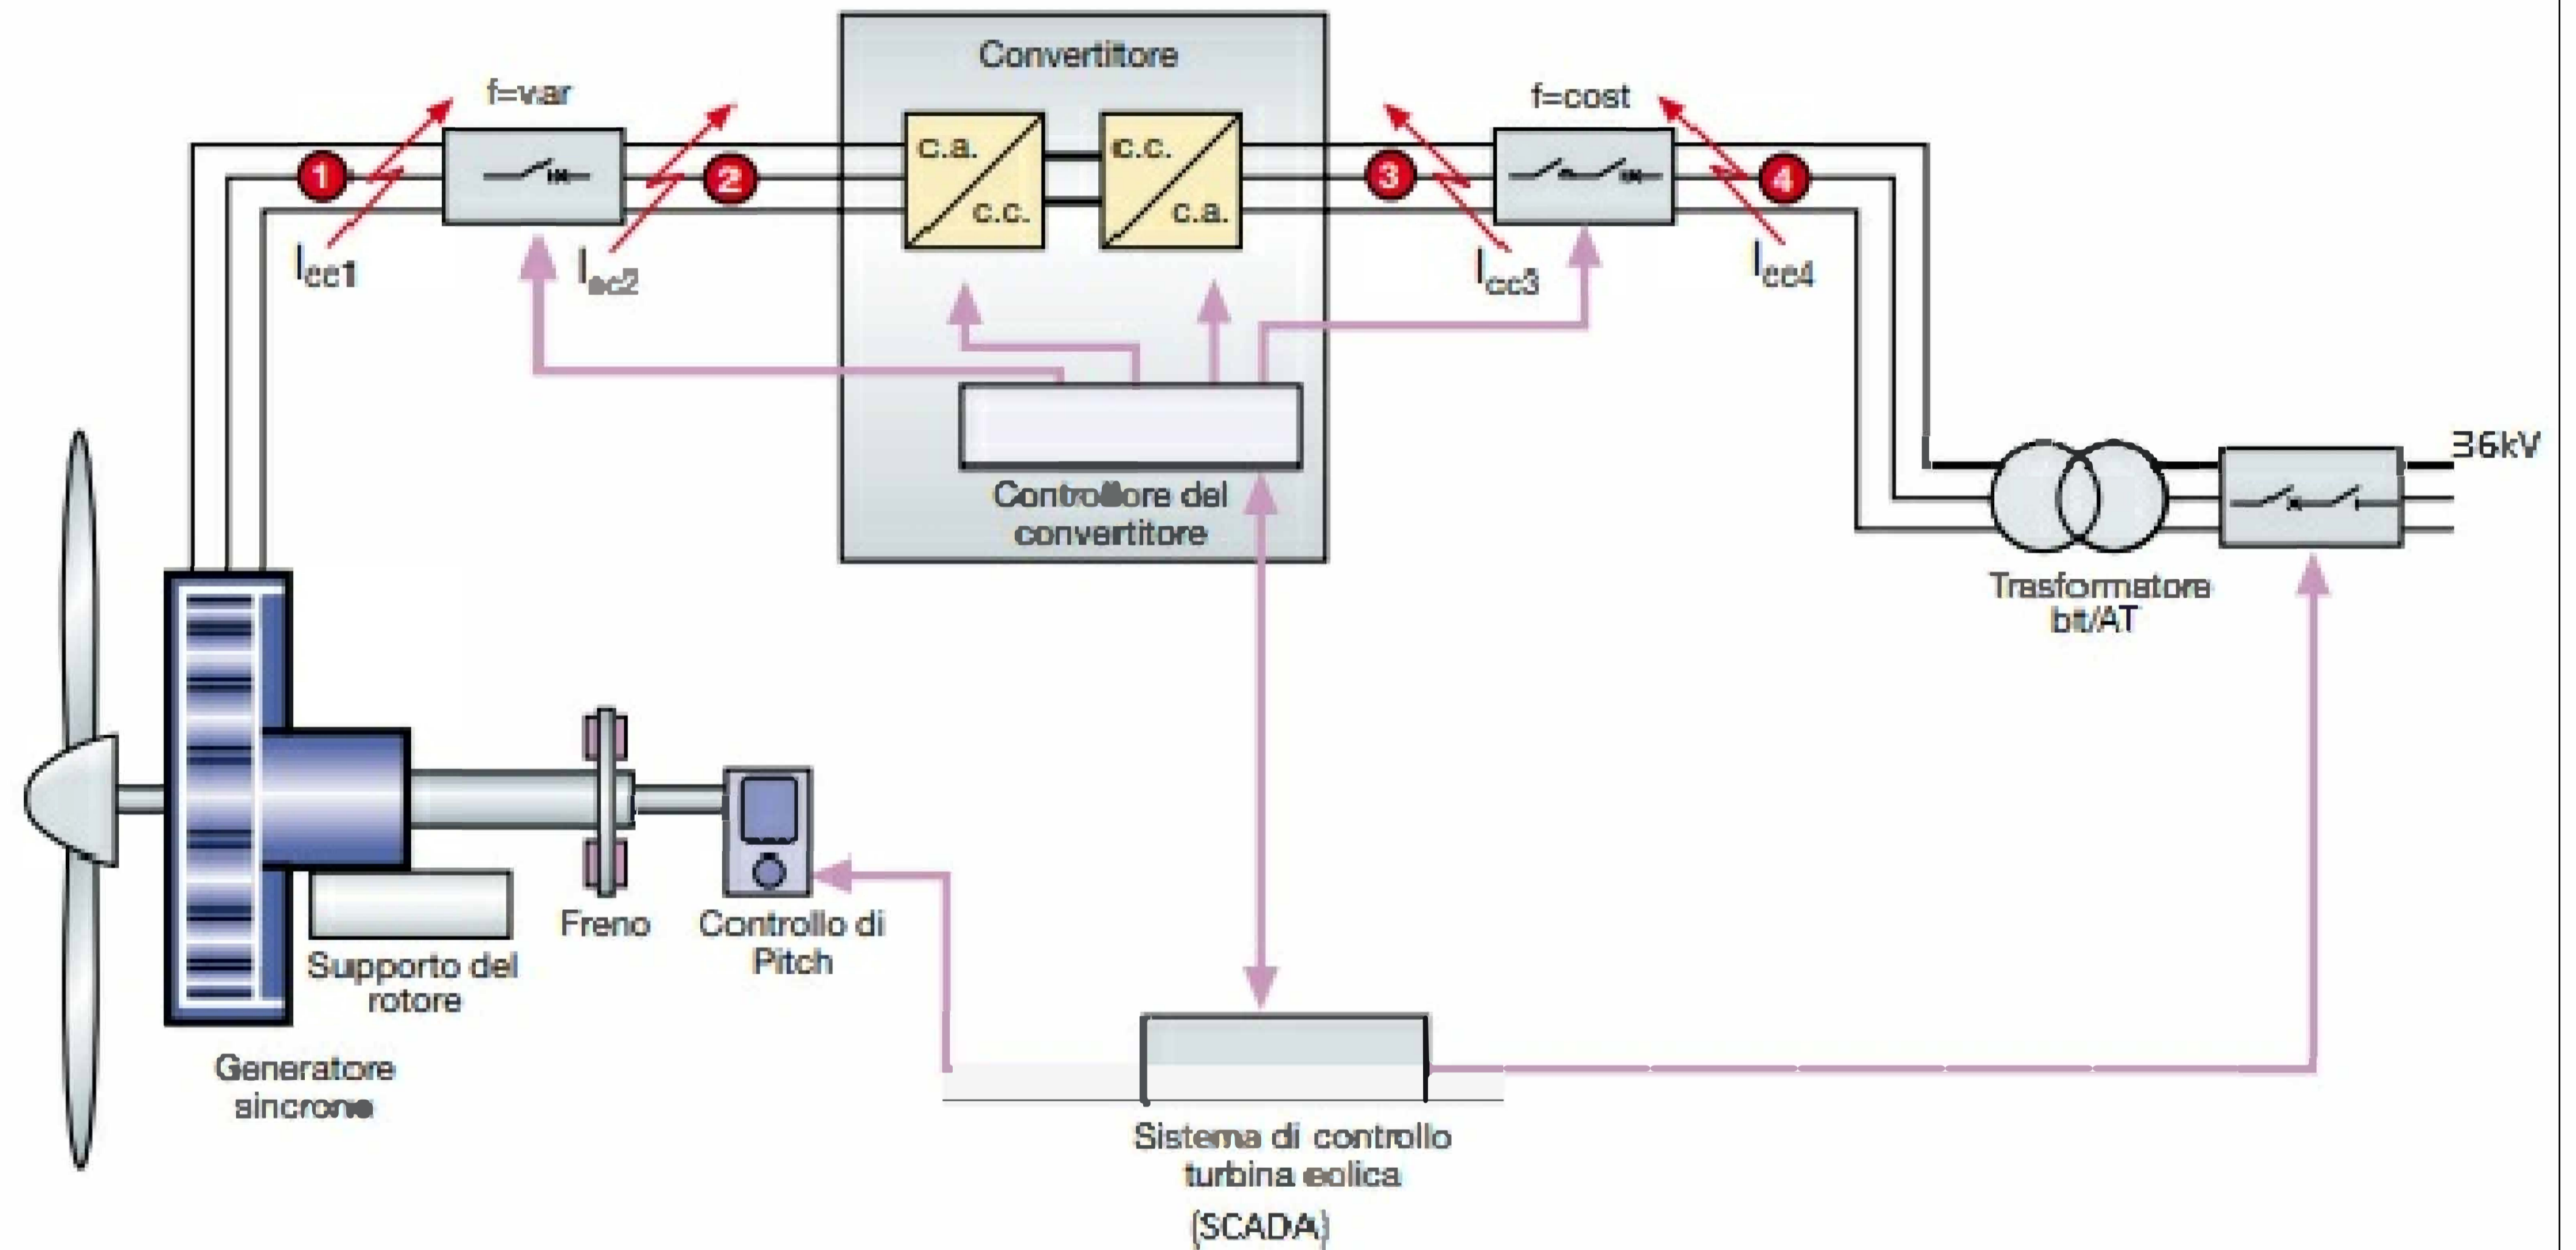 Convertitore
f=var
f=cost
c.a.
c.c.
c.c.
c.a.
1
2
3
4
Icc1
Icc2
Icc3
Icc4
Controllore del
convertitore
36kV
Trasformatore
bt/AT
Freno
Controllo di
Pitch
Supporto del
rotore
Generatore
sincrono
Sistema di controllo
turbina eolica
(SCADA)